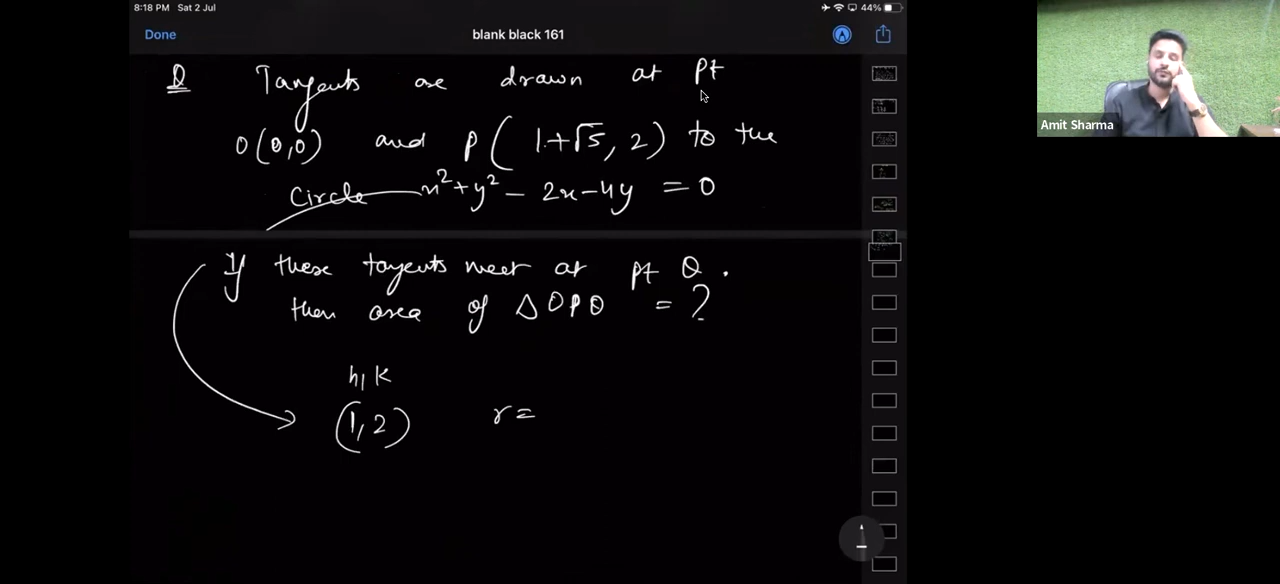 8:18 PM Sat 2 Jul
44%
Done
blank black 161
Q Tangents are drawn at pt
O(0,0) and P(1+√5, 2) to the
Circle x²+y² - 2x - 4y = 0
If these tangents meet at pt Q.
then area of Δ OPQ = ?
h, k
(1, 2) r =
Amit Sharma